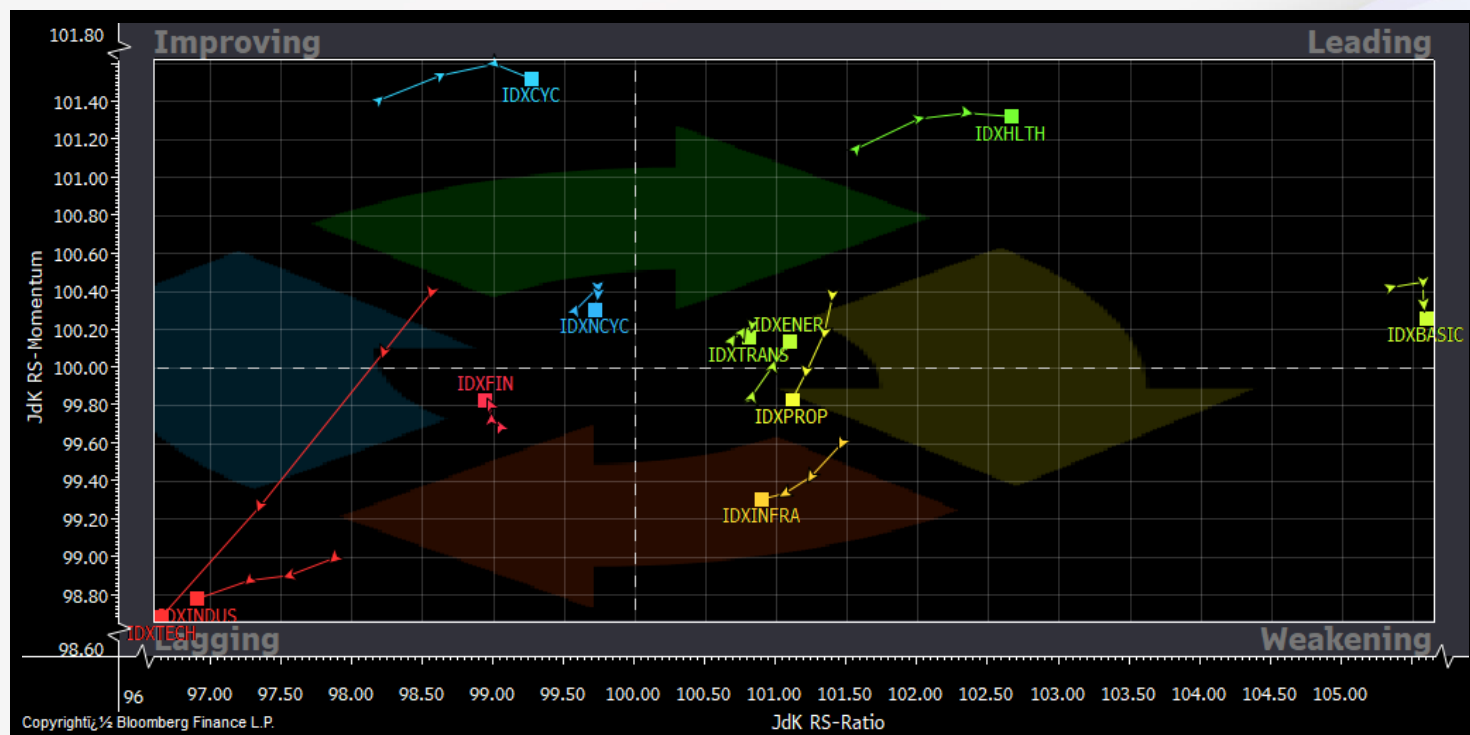 Improving
Leading
101.80
101.40
101.20
101.00
100.80
100.60
100.40
100.20
100.00
99.80
99.60
99.40
99.20
99.00
98.80
98.60
JdK RS-Momentum
IDXCYC
IDXHLTH
IDXNCYC
IDXENER
IDXTRANS
IDXBASIC
IDXFIN
IDXPROP
IDXINFRA
IDXINDUS
IDXTECH
Lagging
Weakening
96 97.00 97.50 98.00 98.50 99.00 99.50 100.00 100.50 101.00 101.50 102.00 102.50 103.00 103.50 104.00 104.50 105.00
Copyrightï¿½ Bloomberg Finance L.P.
JdK RS-Ratio